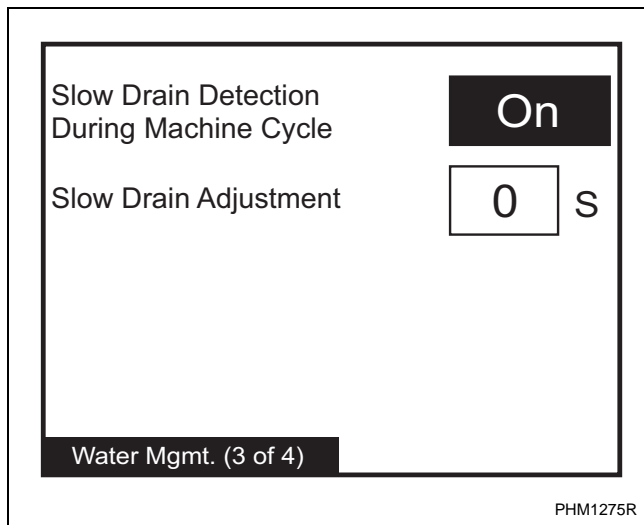 Slow Drain Detection
During Machine Cycle
On
Slow Drain Adjustment
0 S
Water Mgmt. (3 of 4)
PHM1275R